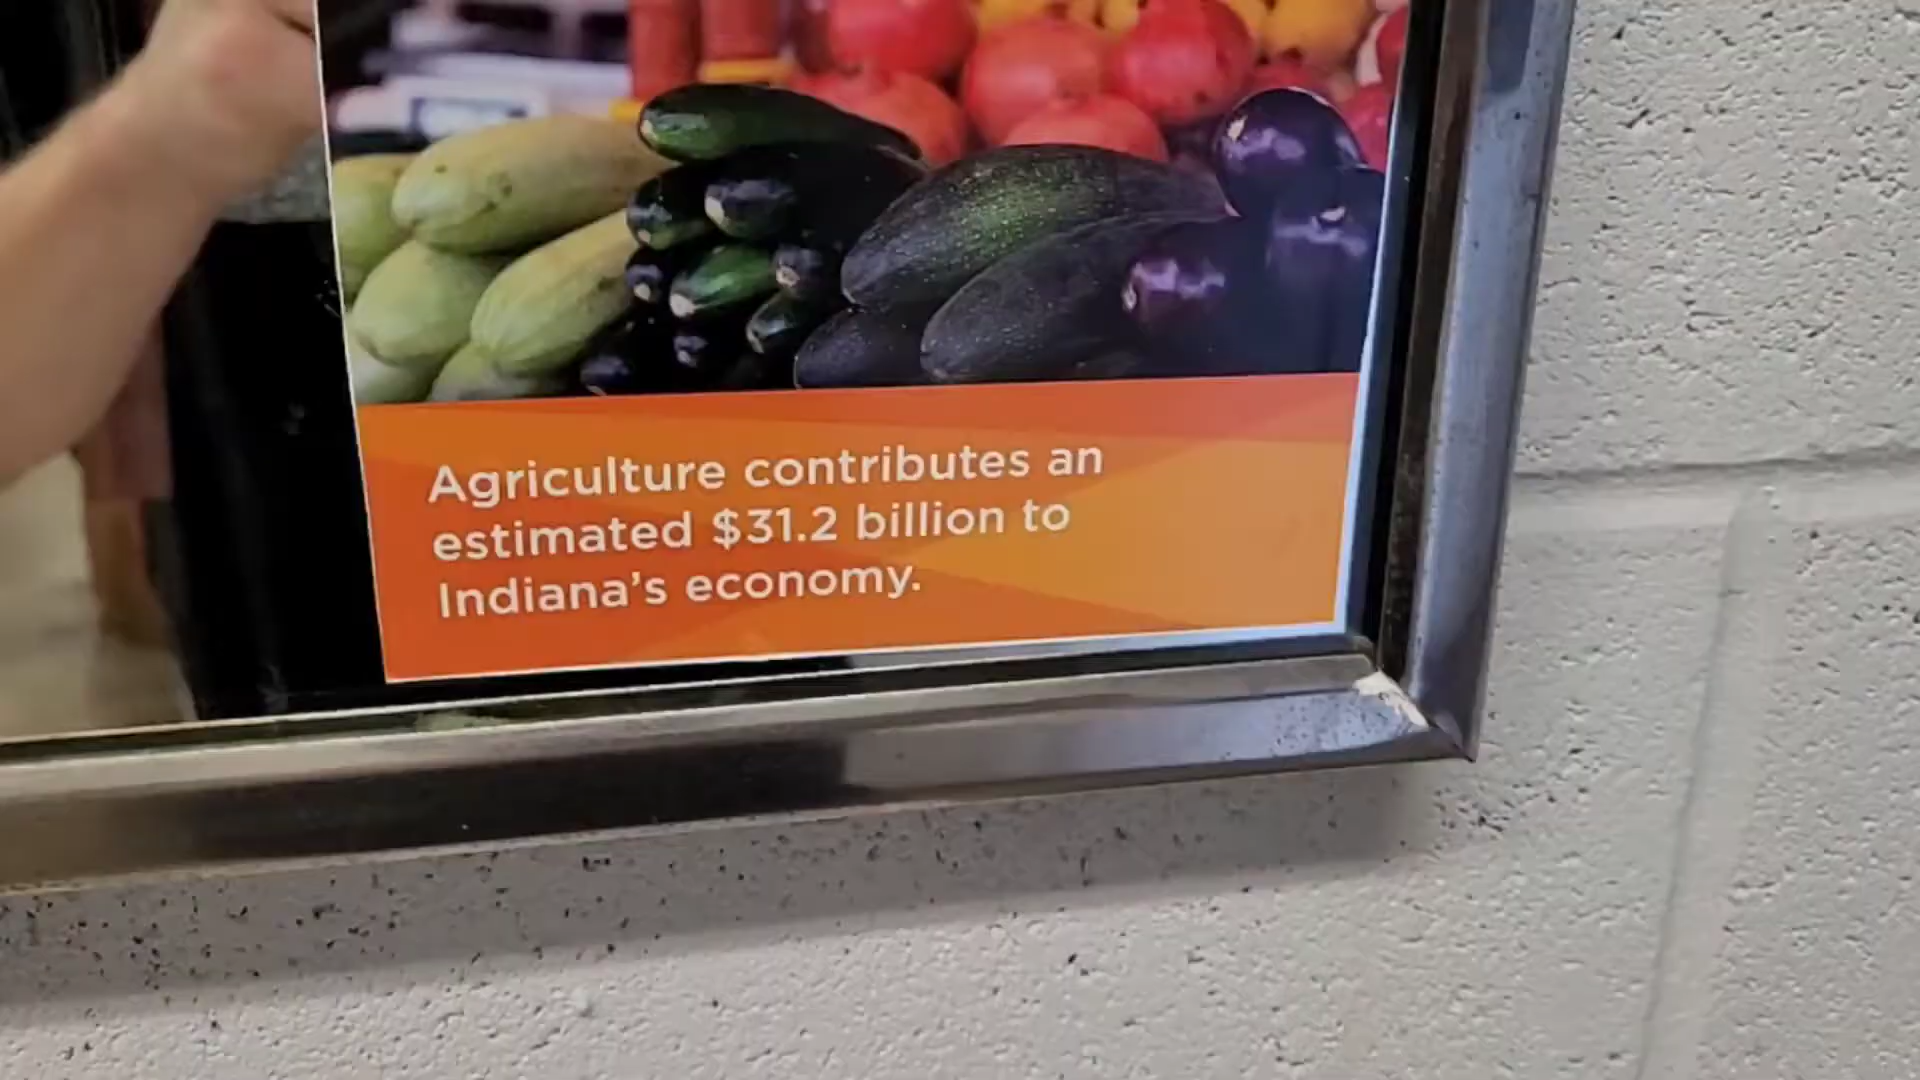 Agriculture contributes an
estimated $31.2 billion to
Indiana's economy.